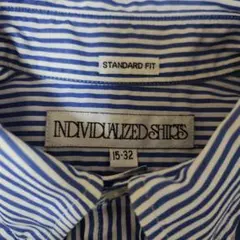 STANDARD FIT
INDIVIDUALIZED SHIRTS
15-32